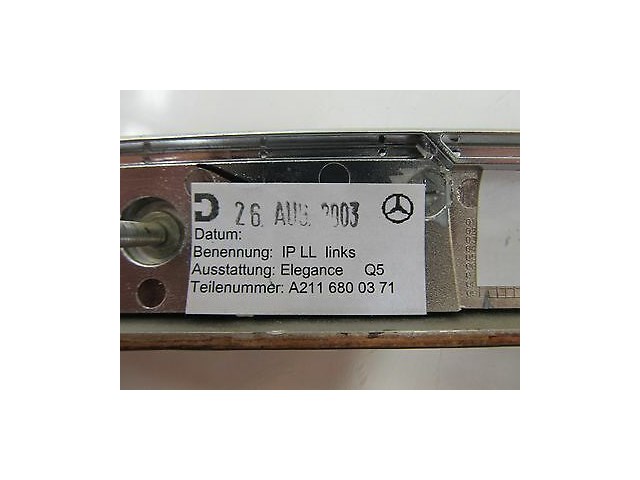 D 26. AUG. 2003
Datum:
Benennung: IP LL links
Ausstattung: Elegance Q5
Teilenummer: A211 680 03 71